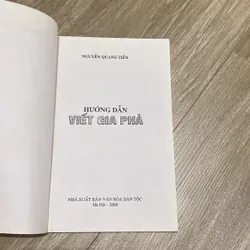 NGUYỄN QUANG TIẾN
HƯỚNG DẪN
VIẾT GIA PHẢ
NHÀ XUẤT BẢN VĂN HÓA DÂN TỘC
Hà Nội - 2000